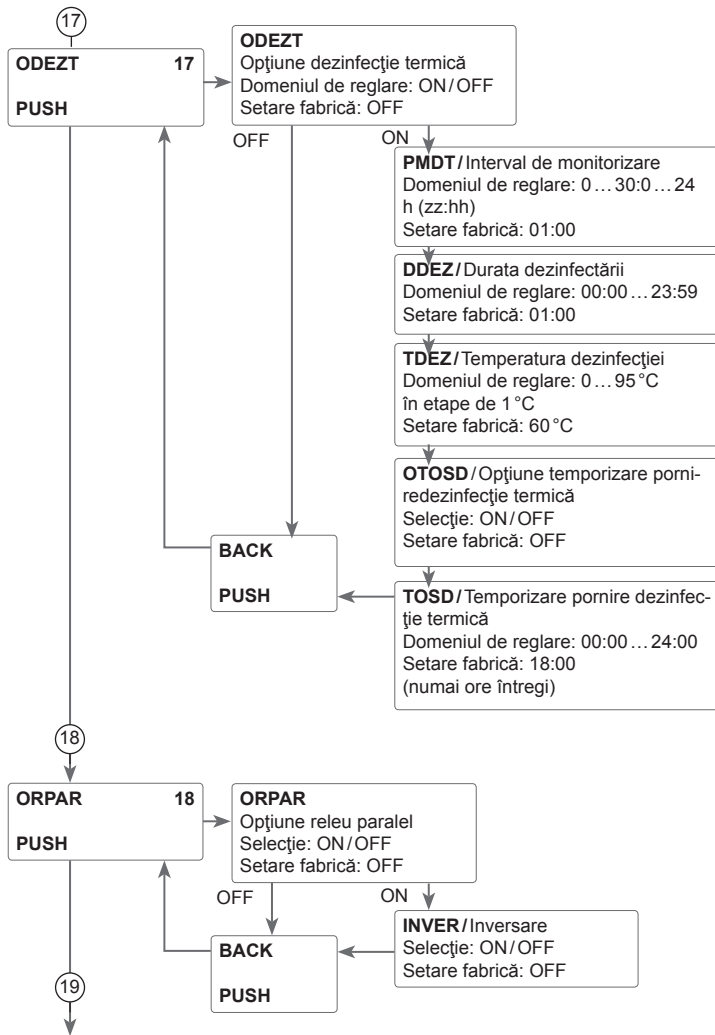 17
ODEZT 17
PUSH
ODEZT
Opţiune dezinfecţie termică
Domeniul de reglare: ON/OFF
Setare fabrică: OFF
OFF
ON
PMDT/Interval de monitorizare
Domeniul de reglare: 0…30:0…24
h (zz:hh)
Setare fabrică: 01:00
DDEZ/Durata dezinfectării
Domeniul de reglare: 00:00…23:59
Setare fabrică: 01:00
TDEZ/Temperatura dezinfecţiei
Domeniul de reglare: 0…95°C
în etape de 1°C
Setare fabrică: 60°C
OTOSD/Opţiune temporizare porni-
redezinfecţie termică
Selecţie: ON/OFF
Setare fabrică: OFF
BACK
PUSH
TOSD/Temporizare pornire dezinfec-
ţie termică
Domeniul de reglare: 00:00…24:00
Setare fabrică: 18:00
(numai ore întregi)
18
ORPAR 18
PUSH
ORPAR
Opţiune releu paralel
Selecţie: ON/OFF
Setare fabrică: OFF
OFF
ON
BACK
PUSH
INVER/Inversare
Selecţie: ON/OFF
Setare fabrică: OFF
19